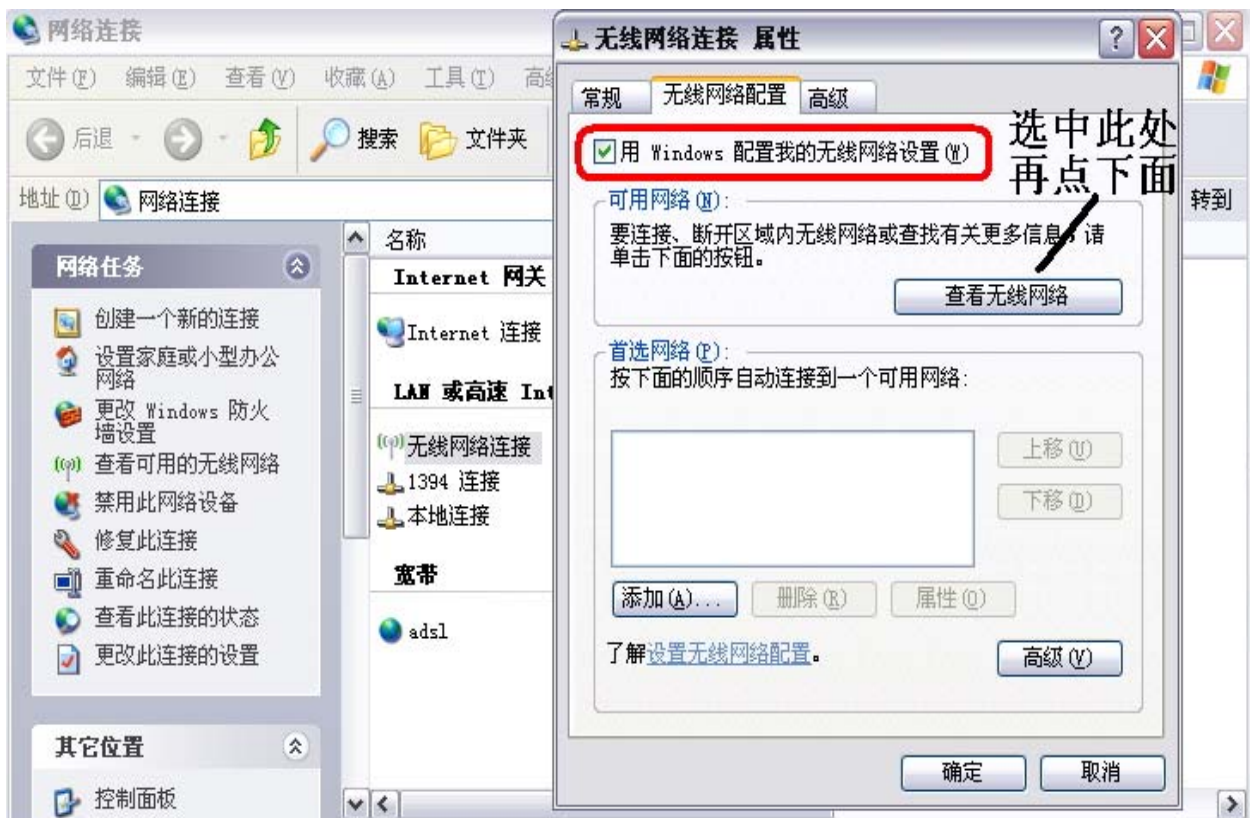 网络连接
文件(F) 编辑(E) 查看(V) 收藏(A) 工具(T) 高级
后退
搜索
文件夹
地址(D)
网络连接
转到
网络任务
创建一个新的连接
设置家庭或小型办公
网络
更改 Windows 防火
墙设置
查看可用的无线网络
禁用此网络设备
修复此连接
重命名此连接
查看此连接的状态
更改此连接的设置
其它位置
控制面板
名称
Internet 网关
Internet 连接
LAN 或高速 Int
无线网络连接
1394 连接
本地连接
宽带
adsl
无线网络连接 属性
常规
无线网络配置
高级
用 Windows 配置我的无线网络设置(W)
选中此处
再点下面
可用网络(N):
要连接、断开区域内无线网络或查找有关更多信息，请
单击下面的按钮。
查看无线网络
首选网络(P):
按下面的顺序自动连接到一个可用网络:
上移(U)
下移(D)
添加(A)...
删除(R)
属性(O)
了解设置无线网络配置。
高级(V)
确定
取消